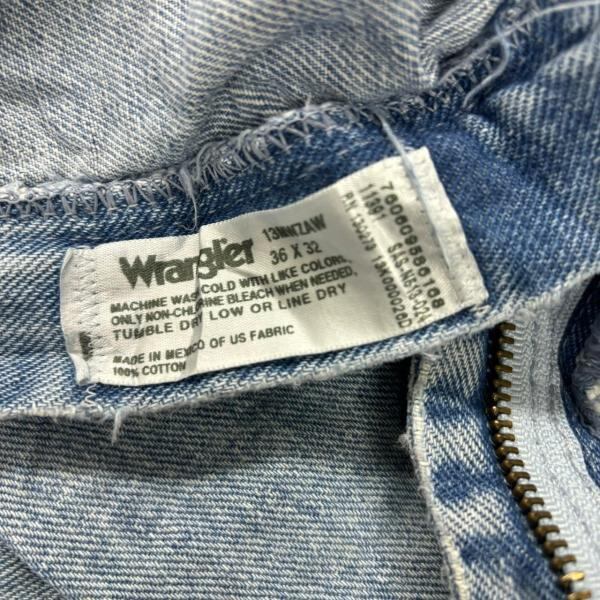 Wrangler
36 X 32
MACHINE WASH COLD WITH LIKE COLORS,
ONLY NON-CHLORINE BLEACH WHEN NEEDED,
TUMBLE DRY LOW OR LINE DRY
MADE IN MEXICO OF US FABRIC
100% COTTON
11391